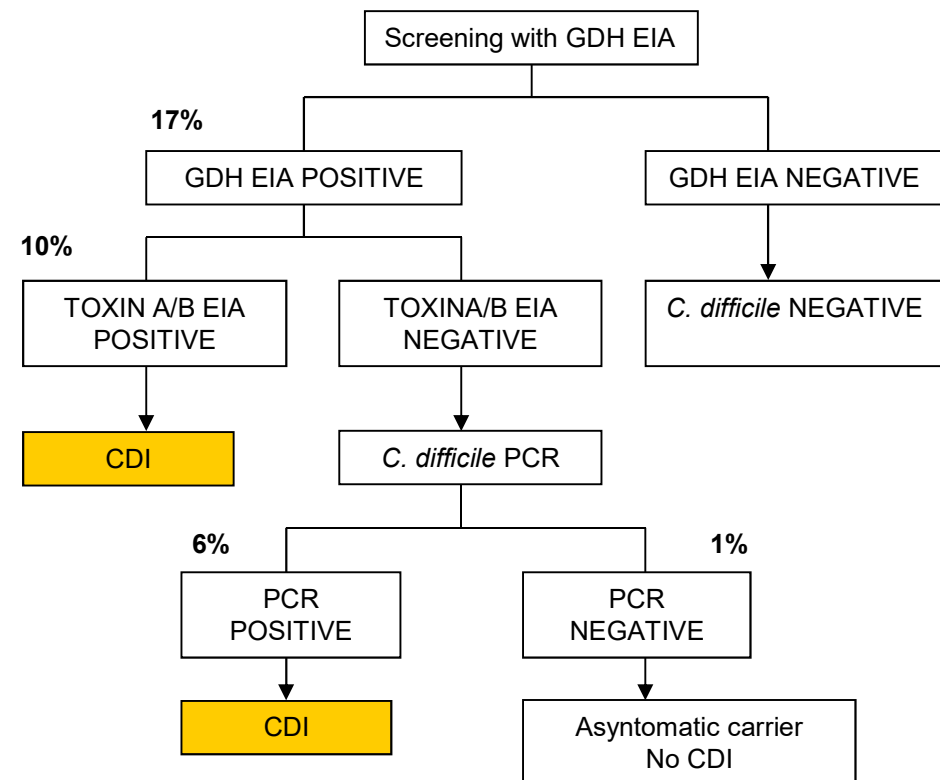 Screening with GDH EIA
17%
GDH EIA POSITIVE
GDH EIA NEGATIVE
10%
TOXIN A/B EIA
POSITIVE
TOXINA/B EIA
NEGATIVE
C. difficile NEGATIVE
CDI
C. difficile PCR
6%
1%
PCR
POSITIVE
PCR
NEGATIVE
CDI
Asyntomatic carrier
No CDI